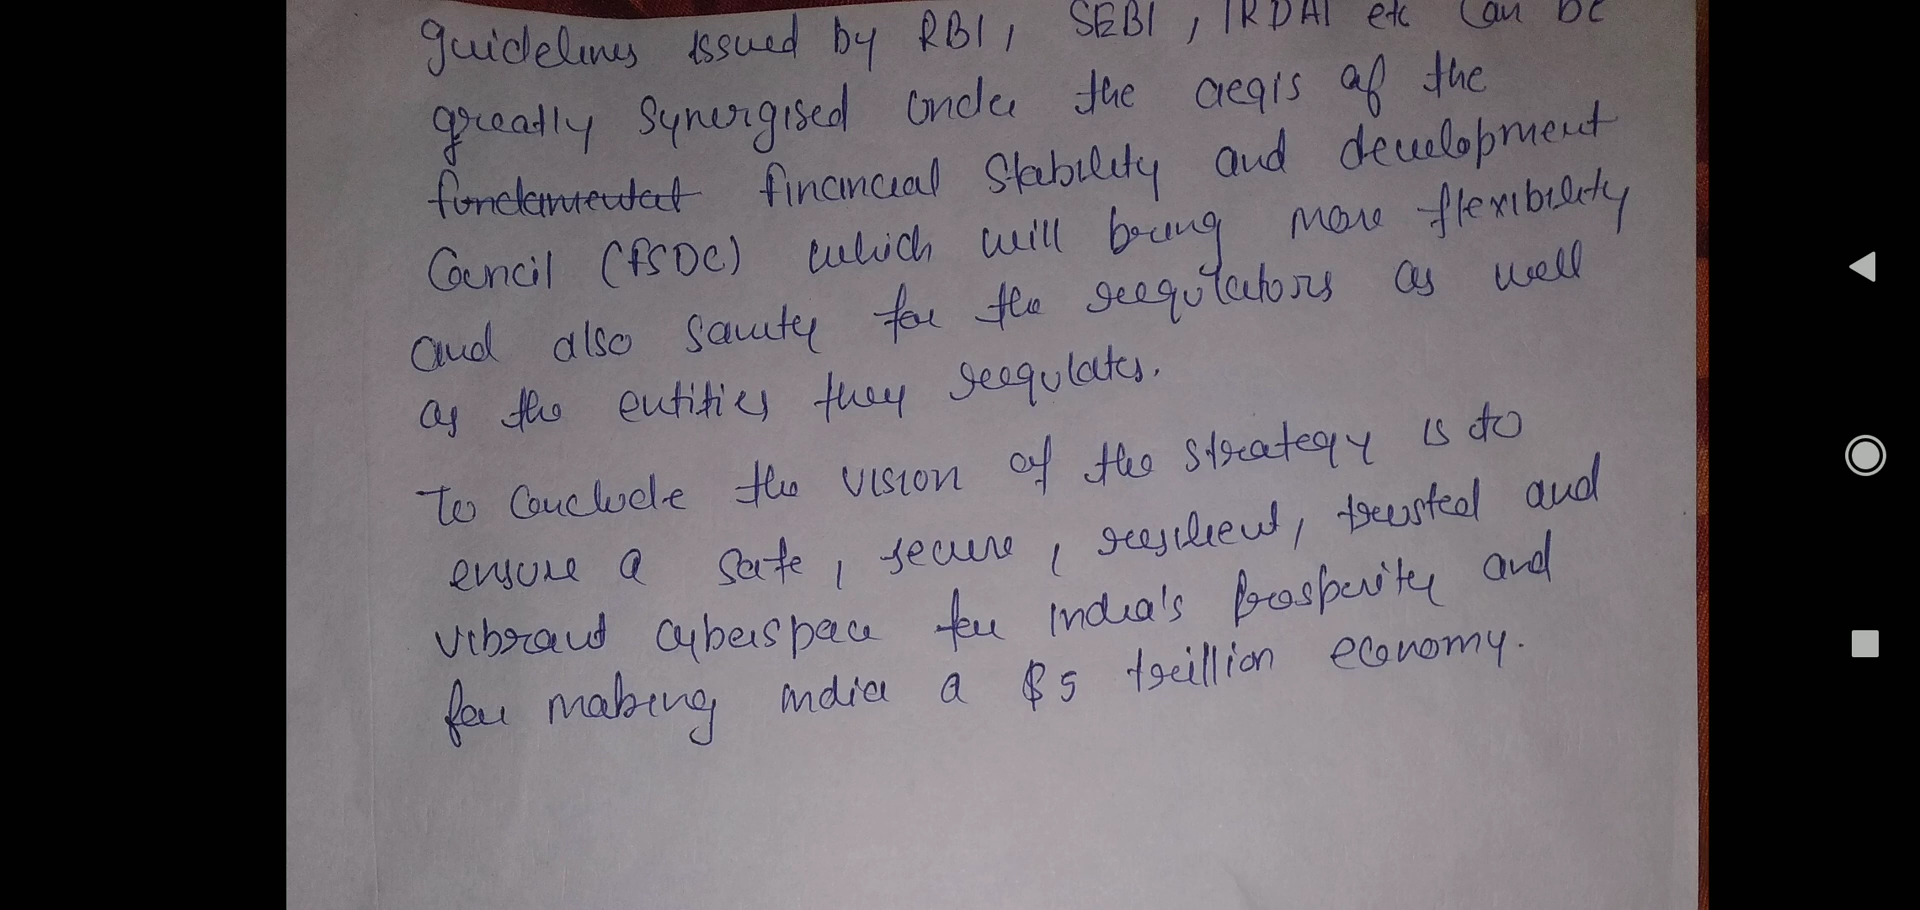 guidelines issued by RBI, SEBI, IRDAI etc can be
greatly synergised under the aegis of the
fundamental financial stability and development
Council (FSDC) which will bring more flexibility
and also sanity for the regulators as well
as the entities they regulates.
To conclude the vision of the strategy is to
ensure a safe, secure, resilient, trusted and
vibrant cyberspace for India's prosperity and
for making india a $5 trillion economy.